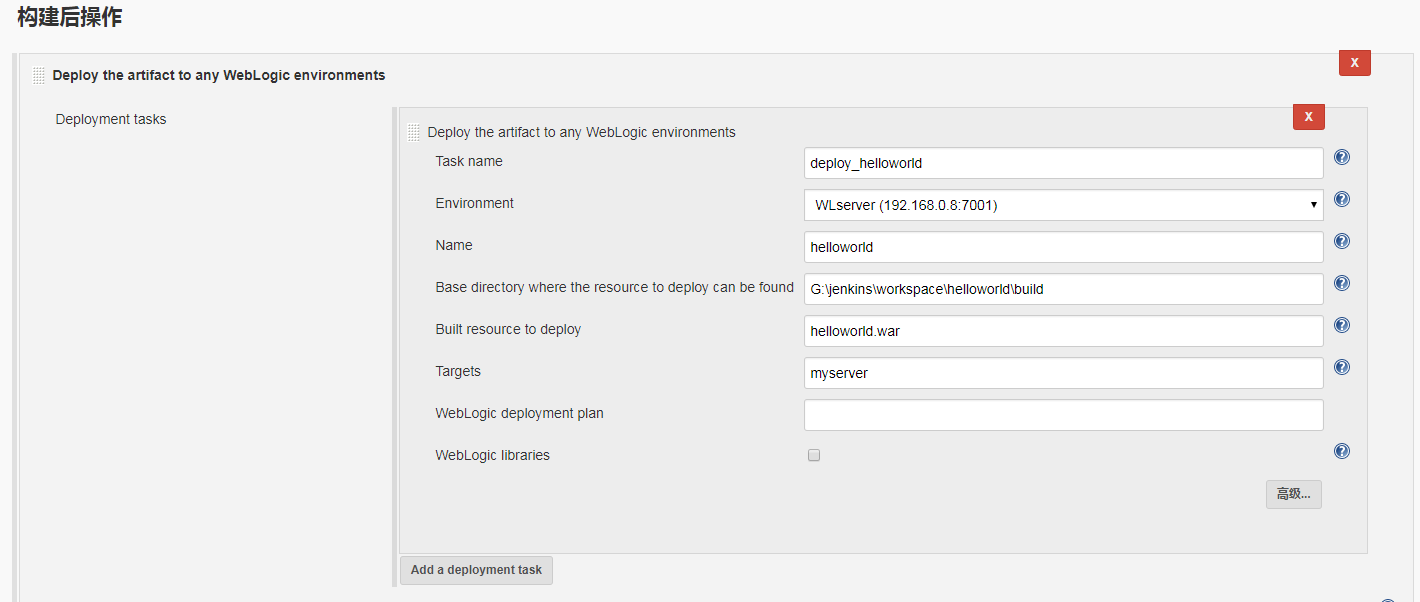 构建后操作
Deploy the artifact to any WebLogic environments
X
Deployment tasks
X
Deploy the artifact to any WebLogic environments
Task name
deploy_helloworld
Environment
WLserver (192.168.0.8:7001)
Name
helloworld
Base directory where the resource to deploy can be found
G:\jenkins\workspace\helloworld\build
Built resource to deploy
helloworld.war
Targets
myserver
WebLogic deployment plan
WebLogic libraries
高级...
Add a deployment task